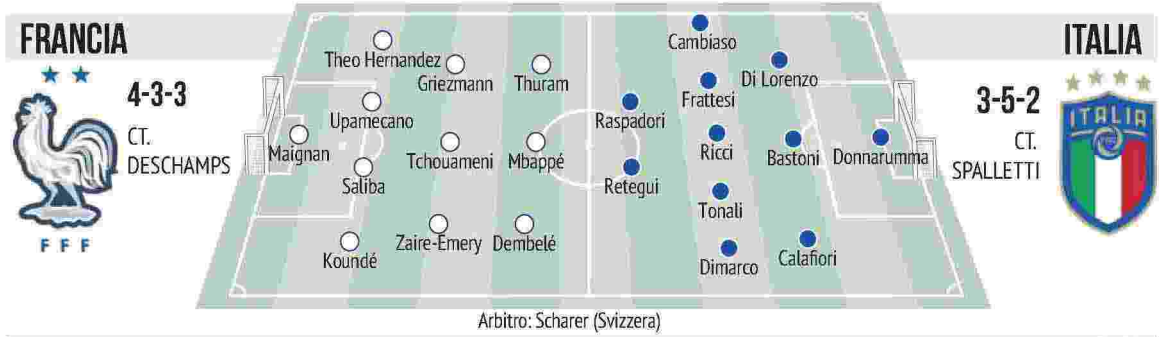 FRANCIA
4-3-3
CT.
DESCHAMPS
FFF
Maignan
Theo Hernandez
Upamecano
Saliba
Koundé
Griezmann
Tchouameni
Zaire-Emery
Thuram
Mbappé
Dembelé
Raspadori
Retegui
Cambiaso
Frattesi
Ricci
Tonali
Dimarco
Di Lorenzo
Bastoni
Calafiori
Donnarumma
ITALIA
3-5-2
CT.
SPALLETTI
ITALIA
Arbitro: Scharer (Svizzera)